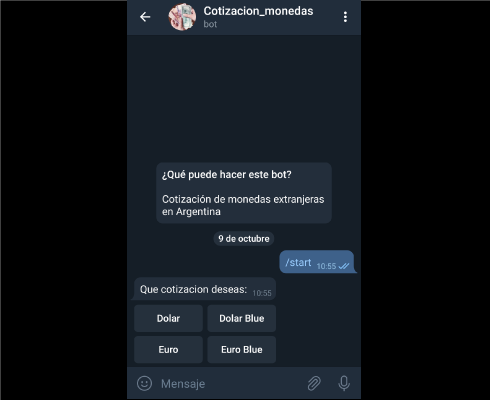 Cotizacion_monedas
bot
¿Qué puede hacer este bot?
Cotización de monedas extranjeras
en Argentina
9 de octubre
/start 10:55
Que cotizacion deseas: 10:55
Dolar
Dolar Blue
Euro
Euro Blue
Mensaje